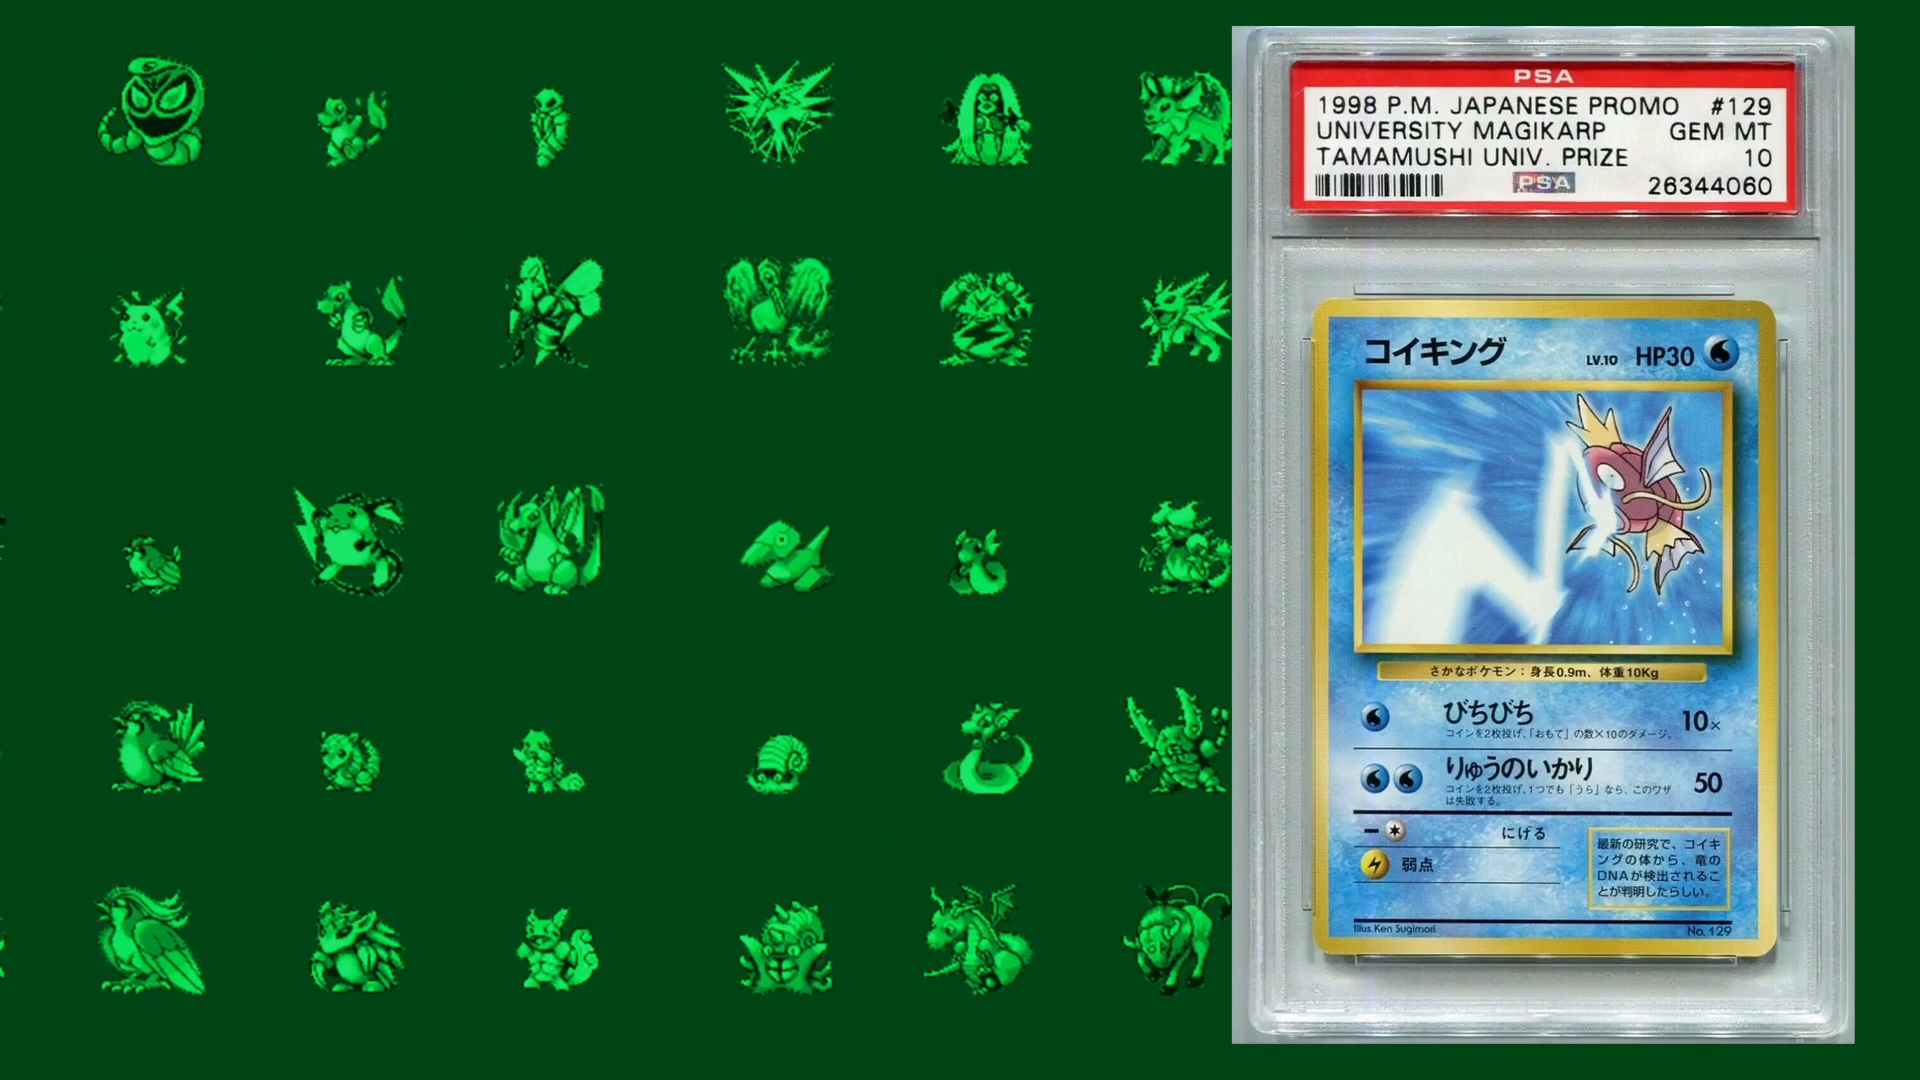 PSA
1998 P.M. JAPANESE PROMO #129
UNIVERSITY MAGIKARP GEM MT
TAMAMUSHI UNIV. PRIZE 10
PSA 26344060
コイキング LV.10 HP30
さかなポケモン：身長0.9m、体重10Kg
びちびち 10×
コインを2枚投げ、「おもて」の数×10のダメージ。
りゅうのいかり 50
コインを2枚投げ、1つでも「うら」なら、このワザ
は失敗する。
− にげる
弱点
最新の研究で、コイキ
ングの体から、竜の
DNAが検出されるこ
とが判明したらしい。
Illus. Ken Sugimori No. 129